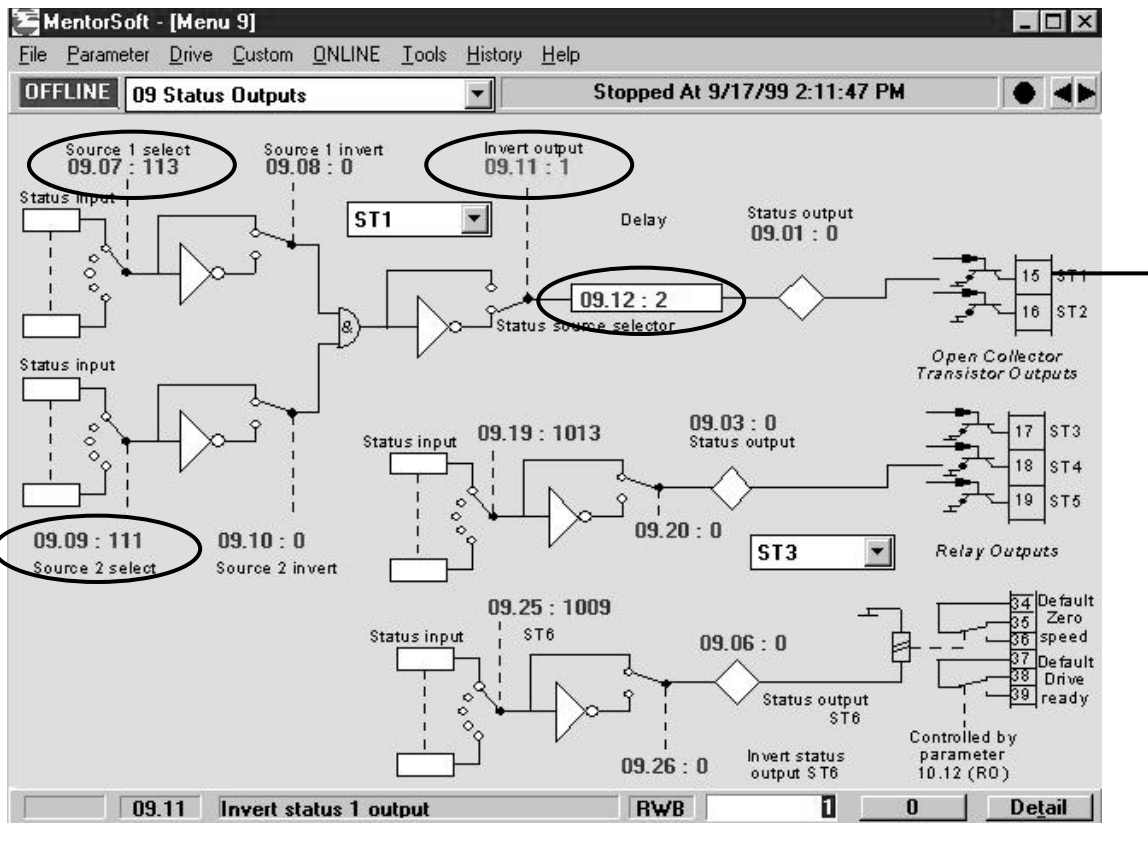 MentorSoft - [Menu 9]
File Parameter Drive Custom ONLINE Tools History Help
OFFLINE 09 Status Outputs Stopped At 9/17/99 2:11:47 PM
Source 1 select
09.07 : 113
Source 1 invert
09.08 : 0
Invert output
09.11 : 1
Status input
ST1
Delay
Status output
09.01 : 0
09.12 : 2
Status source selector
&
15 ST1
16 ST2
Open Collector
Transistor Outputs
Status input
09.09 : 111
Source 2 select
09.10 : 0
Source 2 invert
Status input
09.19 : 1013
09.03 : 0
Status output
09.20 : 0
ST3
17 ST3
18 ST4
19 ST5
Relay Outputs
Status input
09.25 : 1009
ST6
09.06 : 0
Status output
ST6
09.26 : 0
Invert status
output ST6
34 Default
35 Zero
36 speed
37 Default
38 Drive
39 ready
Controlled by
parameter
10.12 (RO)
09.11 Invert status 1 output RWB 1 0 Detail